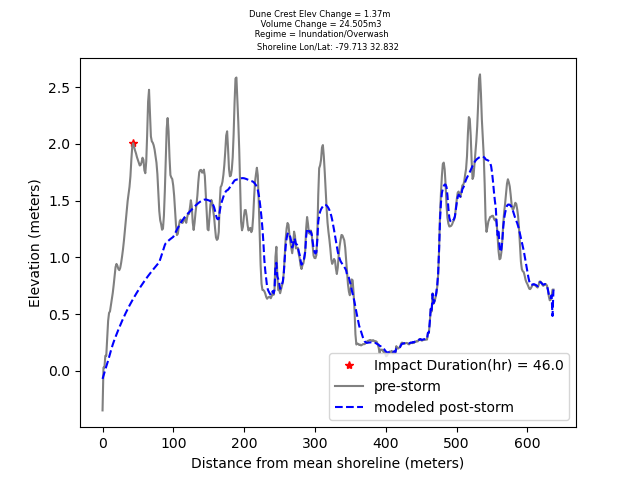 Dune Crest Elev Change = 1.37m
Volume Change = 24.505m3
Regime = Inundation/Overwash
Shoreline Lon/Lat: -79.713 32.832
2.5
2.0
1.5
1.0
0.5
0.0
Elevation (meters)
Impact Duration(hr) = 46.0
pre-storm
modeled post-storm
0 100 200 300 400 500 600
Distance from mean shoreline (meters)